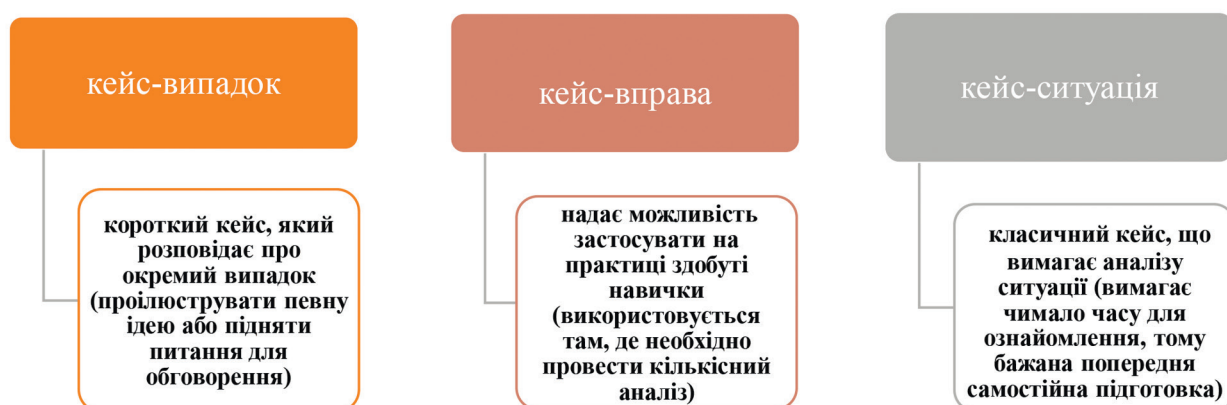 кейс-випадок
короткий кейс, який
розповідає про
окремий випадок
(проілюструвати певну
ідею або підняти
питання для
обговорення)
кейс-вправа
надає можливість
застосувати на
практиці здобуті
навички
(використовується
там, де необхідно
провести кількісний
аналіз)
кейс-ситуація
класичний кейс, що
вимагає аналізу
ситуації (вимагає
чимало часу для
ознайомлення, тому
бажана попередня
самостійна підготовка)